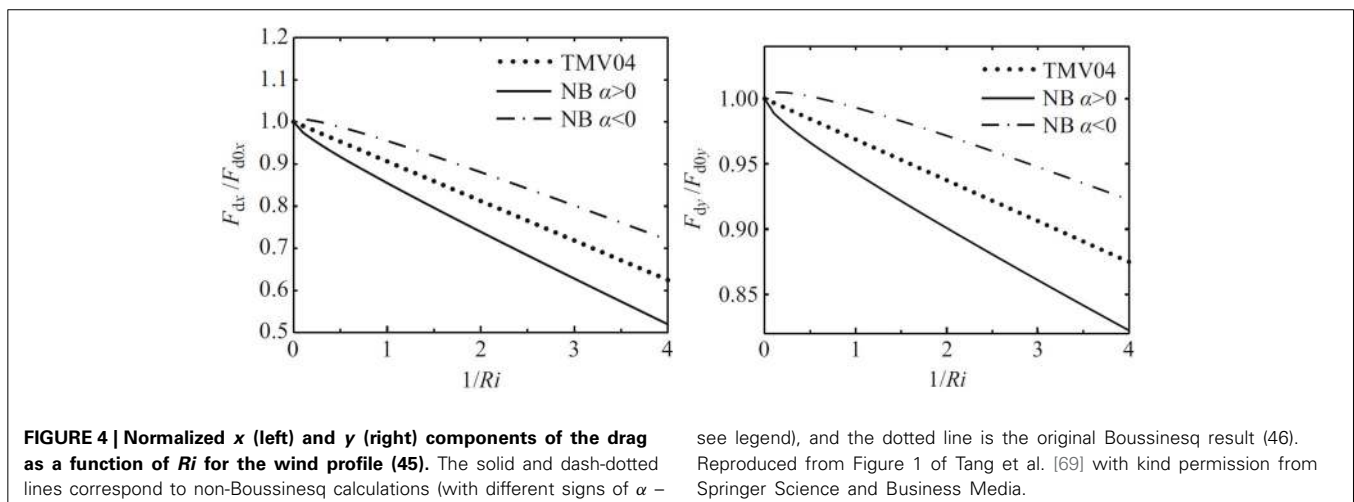 1.2
1.1
1.0
0.9
0.8
0.7
0.6
0.5
F_dx / F_d0x
TMV04
NB α>0
NB α<0
0 1 2 3 4
1/Ri
1.00
0.95
0.90
0.85
F_dy / F_d0y
TMV04
NB α>0
NB α<0
0 1 2 3 4
1/Ri
FIGURE 4 | Normalized x (left) and y (right) components of the drag
as a function of Ri for the wind profile (45). The solid and dash-dotted
lines correspond to non-Boussinesq calculations (with different signs of α –
see legend), and the dotted line is the original Boussinesq result (46).
Reproduced from Figure 1 of Tang et al. [69] with kind permission from
Springer Science and Business Media.